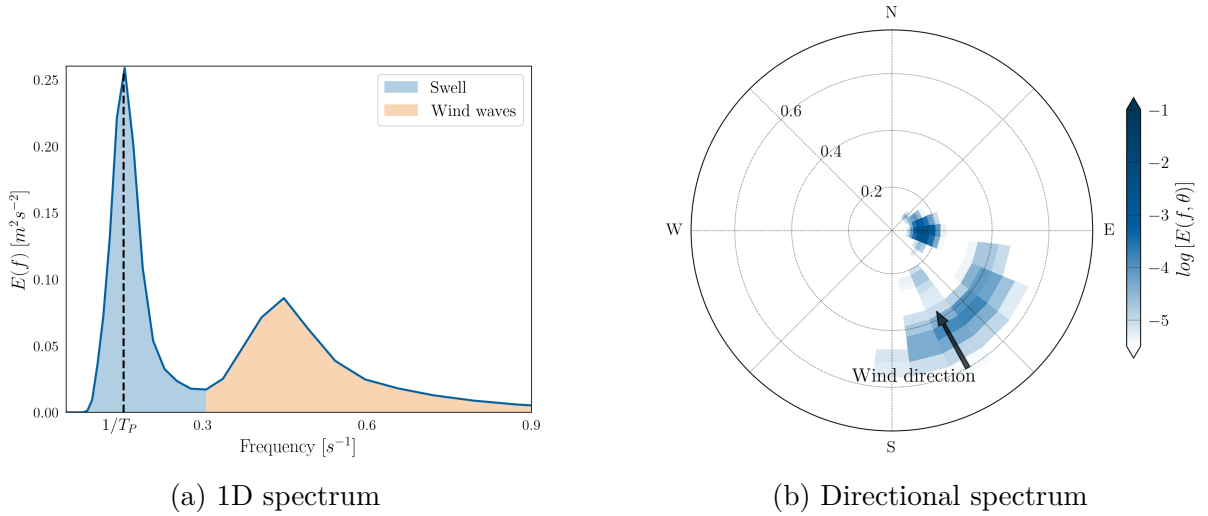 0.25
0.20
0.15
0.10
0.05
0.00
E(f) [m²s⁻²]
Swell
Wind waves
1/T_P
0.3
0.6
0.9
Frequency [s⁻¹]
(a) 1D spectrum
N
W
E
S
0.6
0.4
0.2
Wind direction
−1
−2
−3
−4
−5
log [E(f, θ)]
(b) Directional spectrum